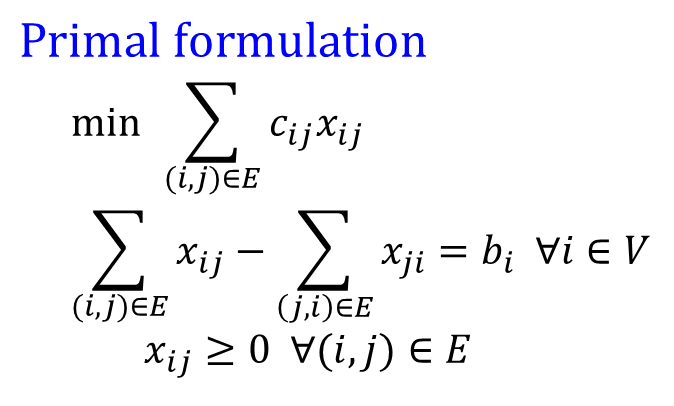 Primal formulation
min ∑_{(i,j)∈E} c_{ij}x_{ij}
∑_{(i,j)∈E} x_{ij} − ∑_{(j,i)∈E} x_{ji} = b_i ∀i ∈ V
x_{ij} ≥ 0 ∀(i,j) ∈ E